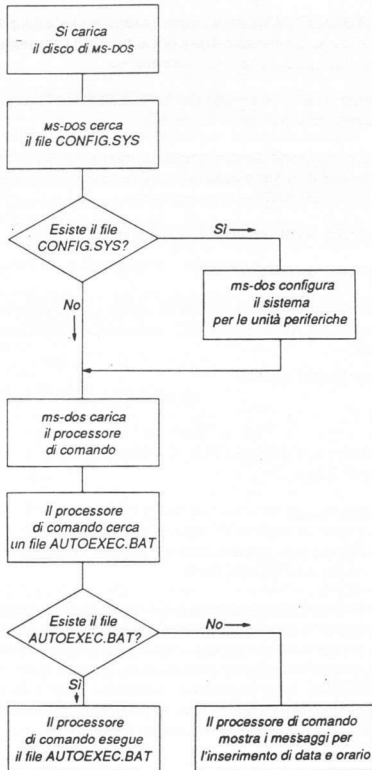 Si carica
il disco di MS-DOS
MS-DOS cerca
il file CONFIG.SYS
Esiste il file
CONFIG.SYS?
Sì
ms-dos configura
il sistema
per le unità periferiche
No
ms-dos carica
il processore
di comando
Il processore
di comando cerca
un file AUTOEXEC.BAT
Esiste il file
AUTOEXEC.BAT?
No
Sì
Il processore
di comando esegue
il file AUTOEXEC.BAT
Il processore di comando
mostra i messaggi per
l'inserimento di data e orario